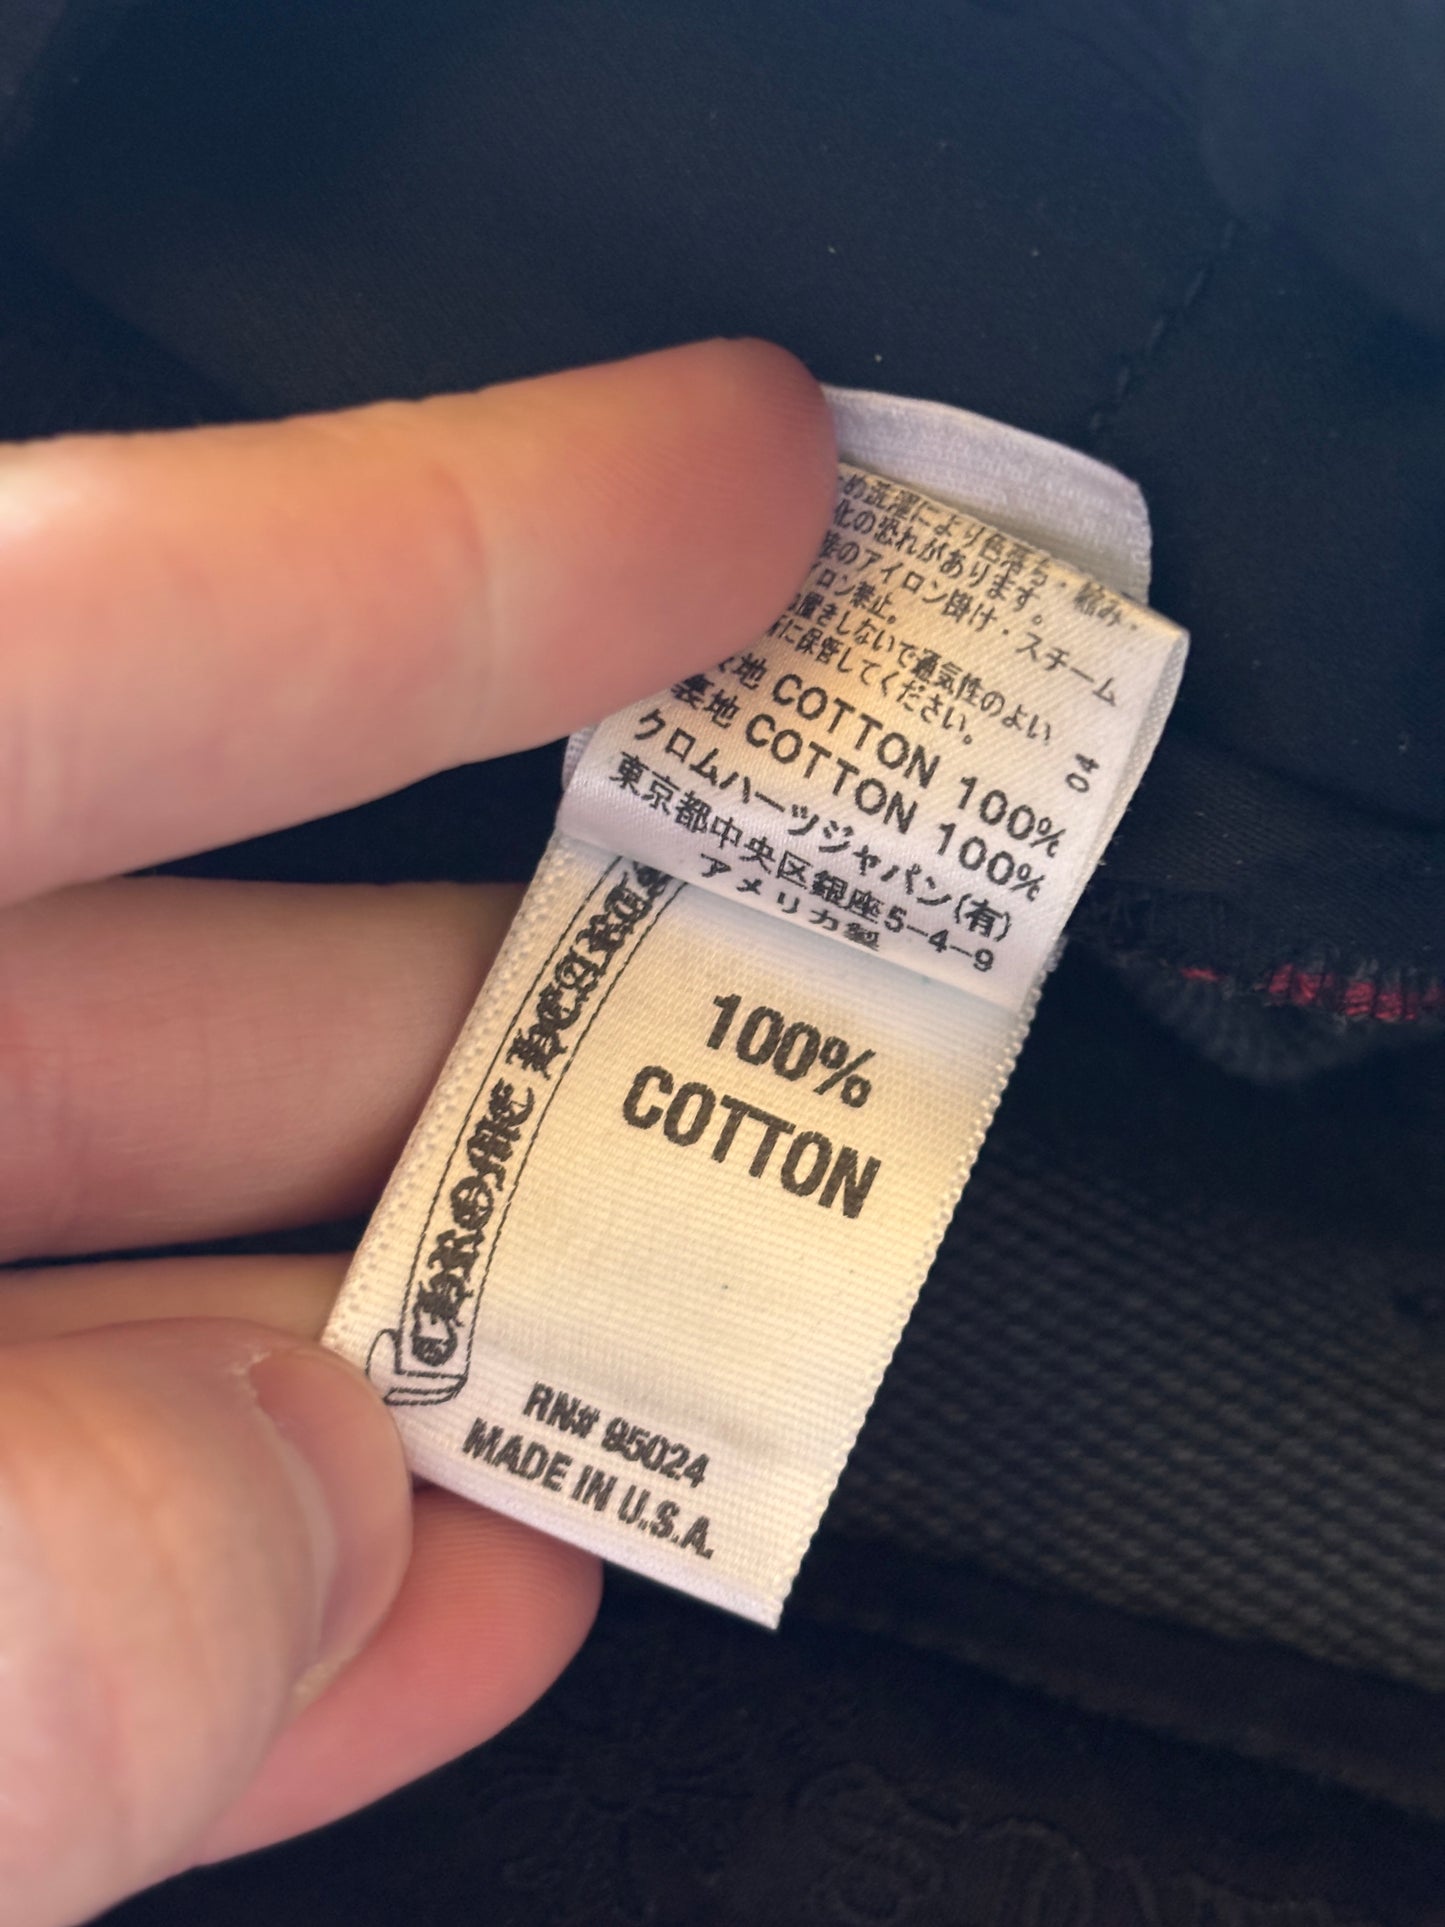 め洗濯により色落ち・縮み・
化の恐れがあります。
接のアイロン掛け・スチーム
イロン禁止。
置きしないで通気性のよい
所に保管してください。
表地 COTTON 100%
裏地 COTTON 100%
04
クロムハーツジャパン(有)
東京都中央区銀座5-4-9
アメリカ製
CHROME HEARTS
100%
COTTON
RN# 95024
MADE IN U.S.A.